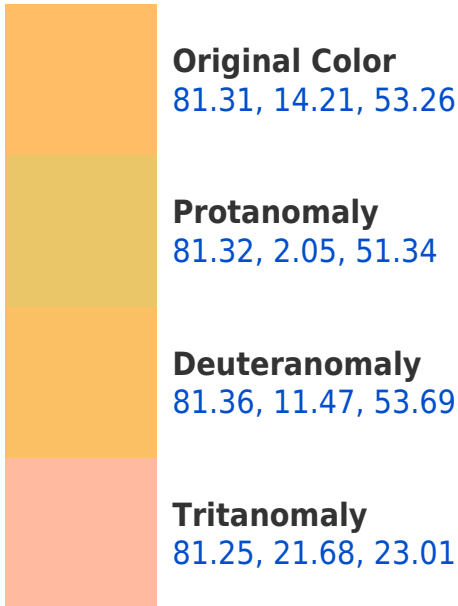 Original Color
81.31, 14.21, 53.26
Protanomaly
81.32, 2.05, 51.34
Deuteranomaly
81.36, 11.47, 53.69
Tritanomaly
81.25, 21.68, 23.01